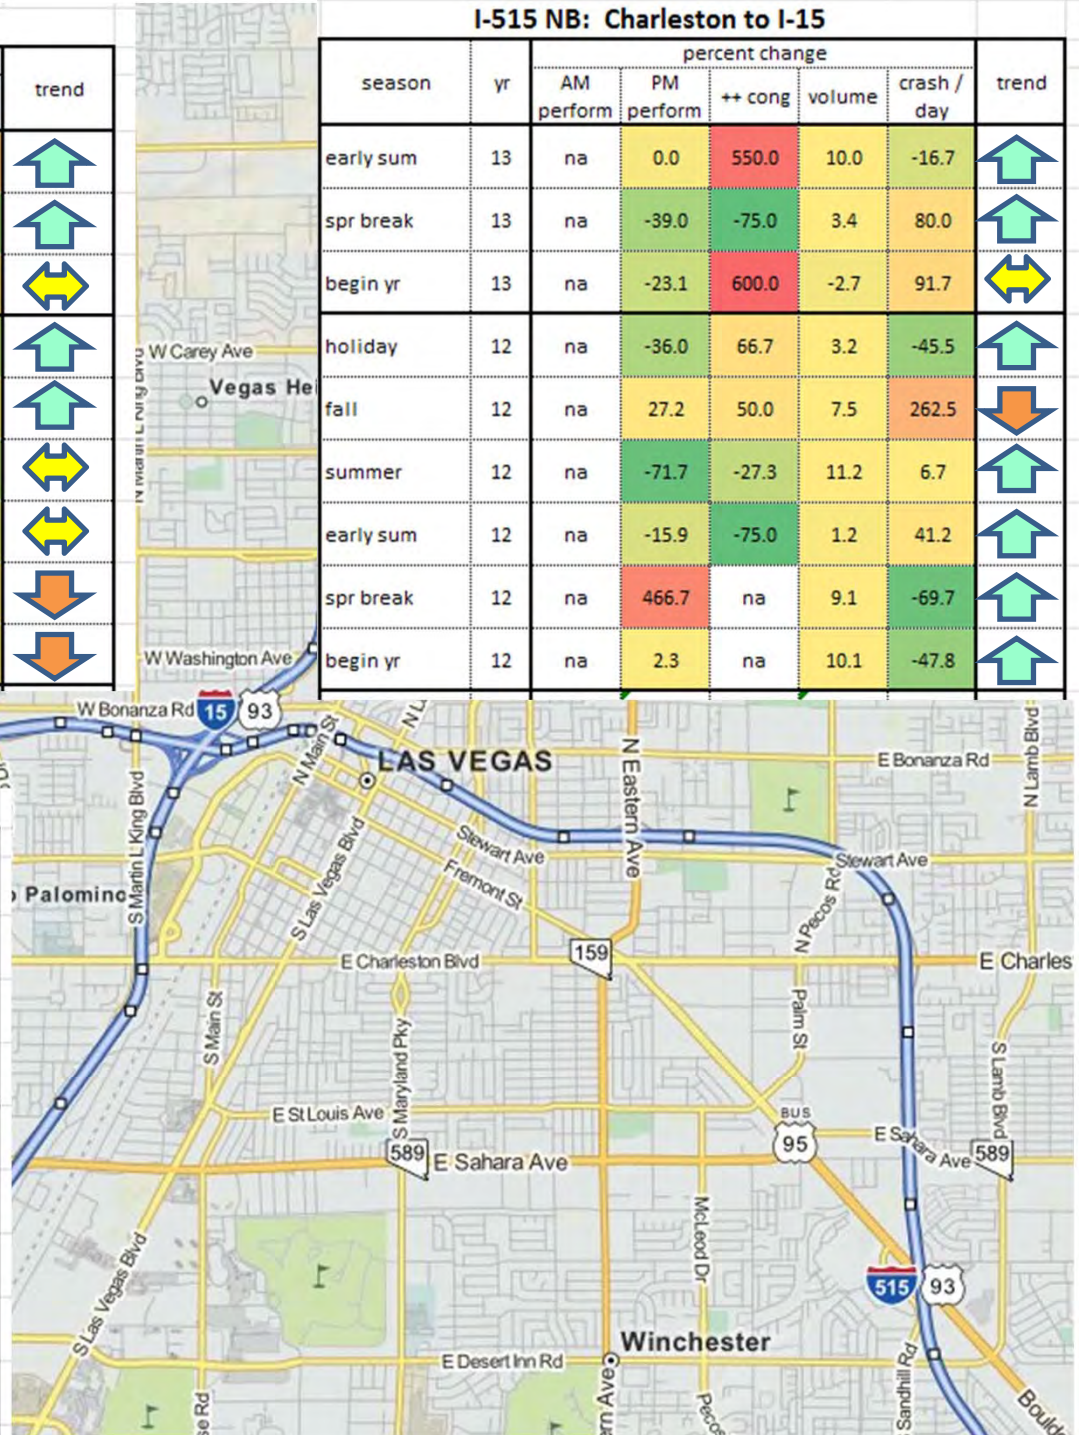 I-515 NB: Charleston to I-15
trend
season yr AM perform PM perform percent change ++ cong volume crash / day trend
early sum 13 na 0.0 550.0 10.0 -16.7
spr break 13 na -39.0 -75.0 3.4 80.0
begin yr 13 na -23.1 600.0 -2.7 91.7
holiday 12 na -36.0 66.7 3.2 -45.5
fall 12 na 27.2 50.0 7.5 262.5
summer 12 na -71.7 -27.3 11.2 6.7
early sum 12 na -15.9 -75.0 1.2 41.2
spr break 12 na 466.7 na 9.1 -69.7
begin yr 12 na 2.3 na 10.1 -47.8
W Carey Ave
Vegas Hei
N Martin L King Blvd
W Washington Ave
W Bonanza Rd
15
93
N Main St
LAS VEGAS
N Eastern Ave
E Bonanza Rd
N Lamb Blvd
S Martin L King Blvd
S Las Vegas Blvd
Stewart Ave
Stewart Ave
Fremont St
Palomino
N Pecos Rd
E Charleston Blvd
159
E Charles
S Main St
S Maryland Pky
Palm St
S Lamb Blvd
E St Louis Ave
BUS
95
E Sahara Ave
589
E Sahara Ave
589
McLeod Dr
S Las Vegas Blvd
515
93
Winchester
E Desert Inn Rd
Sandhill Rd
se Rd
ern Ave
Pecos
Boulde